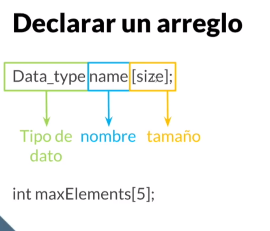 Declarar un arreglo
Data_type name [size];
Tipo de dato nombre tamaño
int maxElements[5];